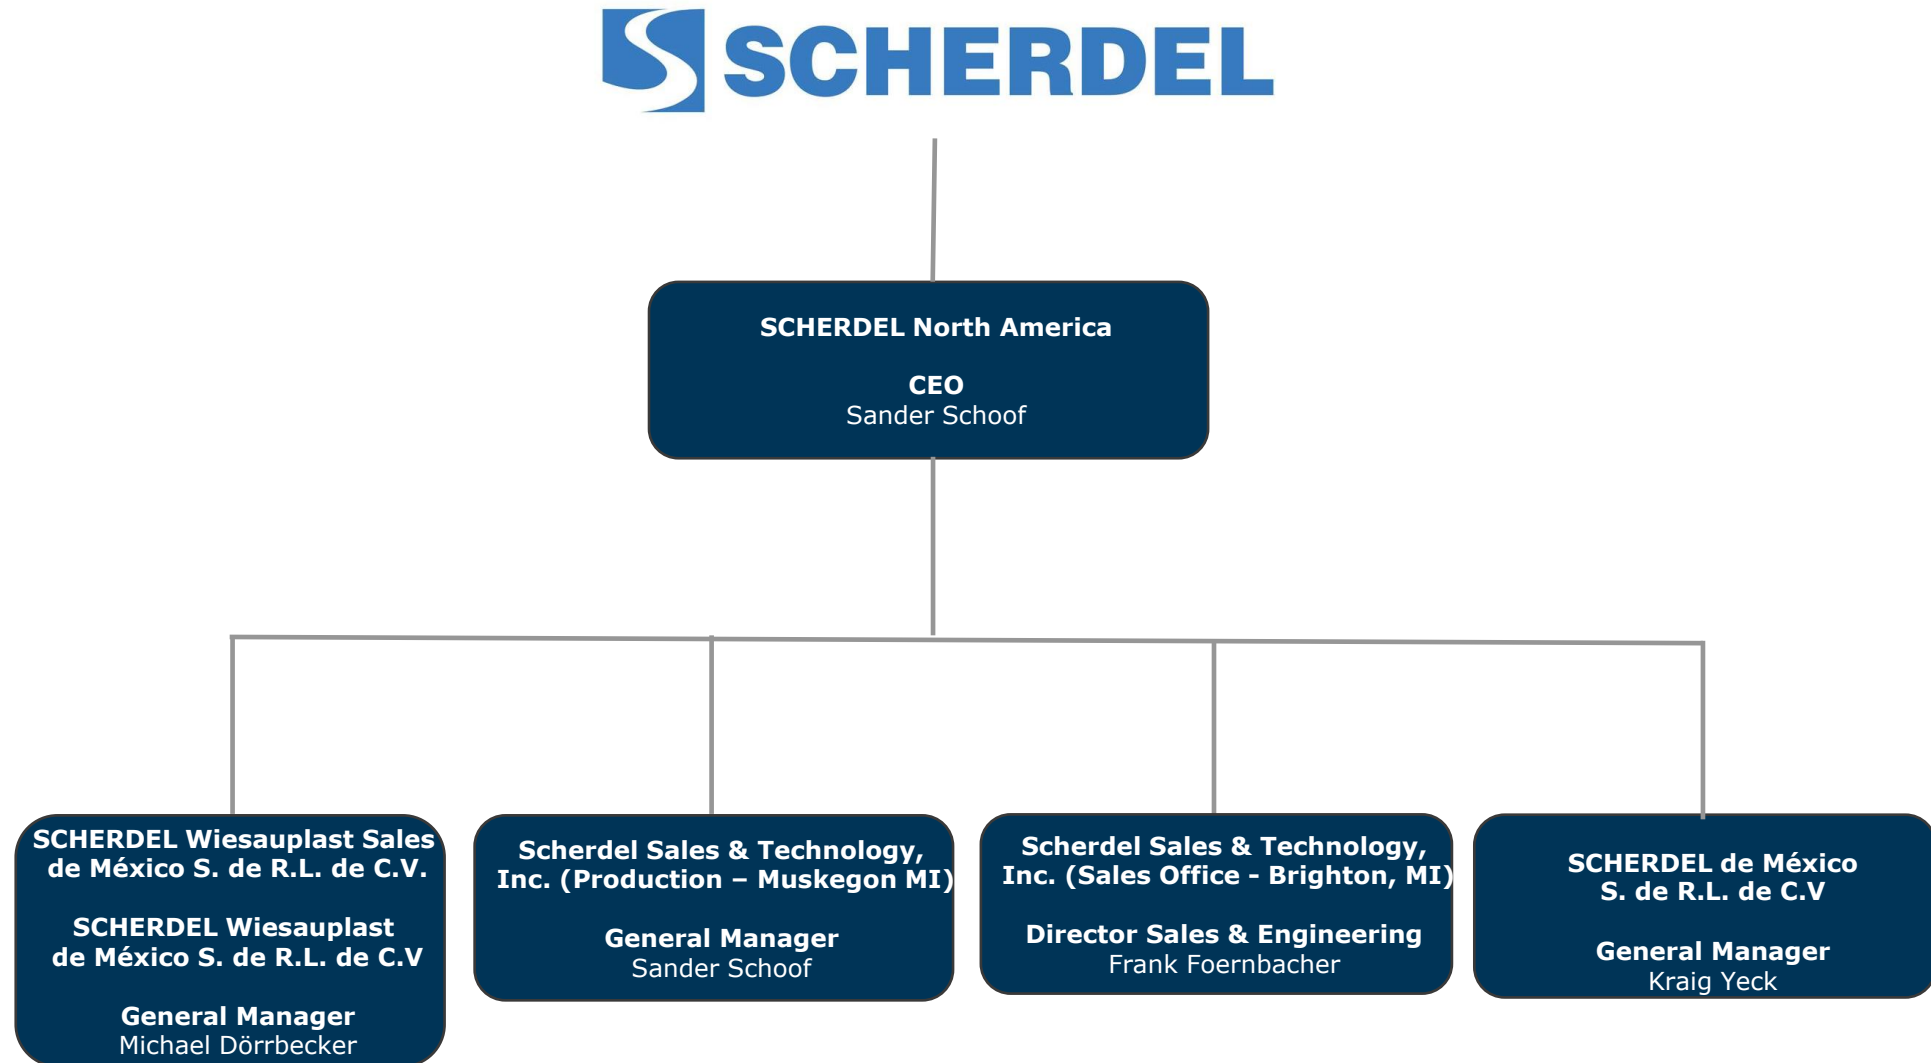 SCHERDEL
SCHERDEL North America
CEO
Sander Schoof
SCHERDEL Wiesauplast Sales
de México S. de R.L. de C.V.
SCHERDEL Wiesauplast
de México S. de R.L. de C.V
General Manager
Michael Dörrbecker
Scherdel Sales & Technology,
Inc. (Production – Muskegon MI)
General Manager
Sander Schoof
Scherdel Sales & Technology,
Inc. (Sales Office - Brighton, MI)
Director Sales & Engineering
Frank Foernbacher
SCHERDEL de México
S. de R.L. de C.V
General Manager
Kraig Yeck